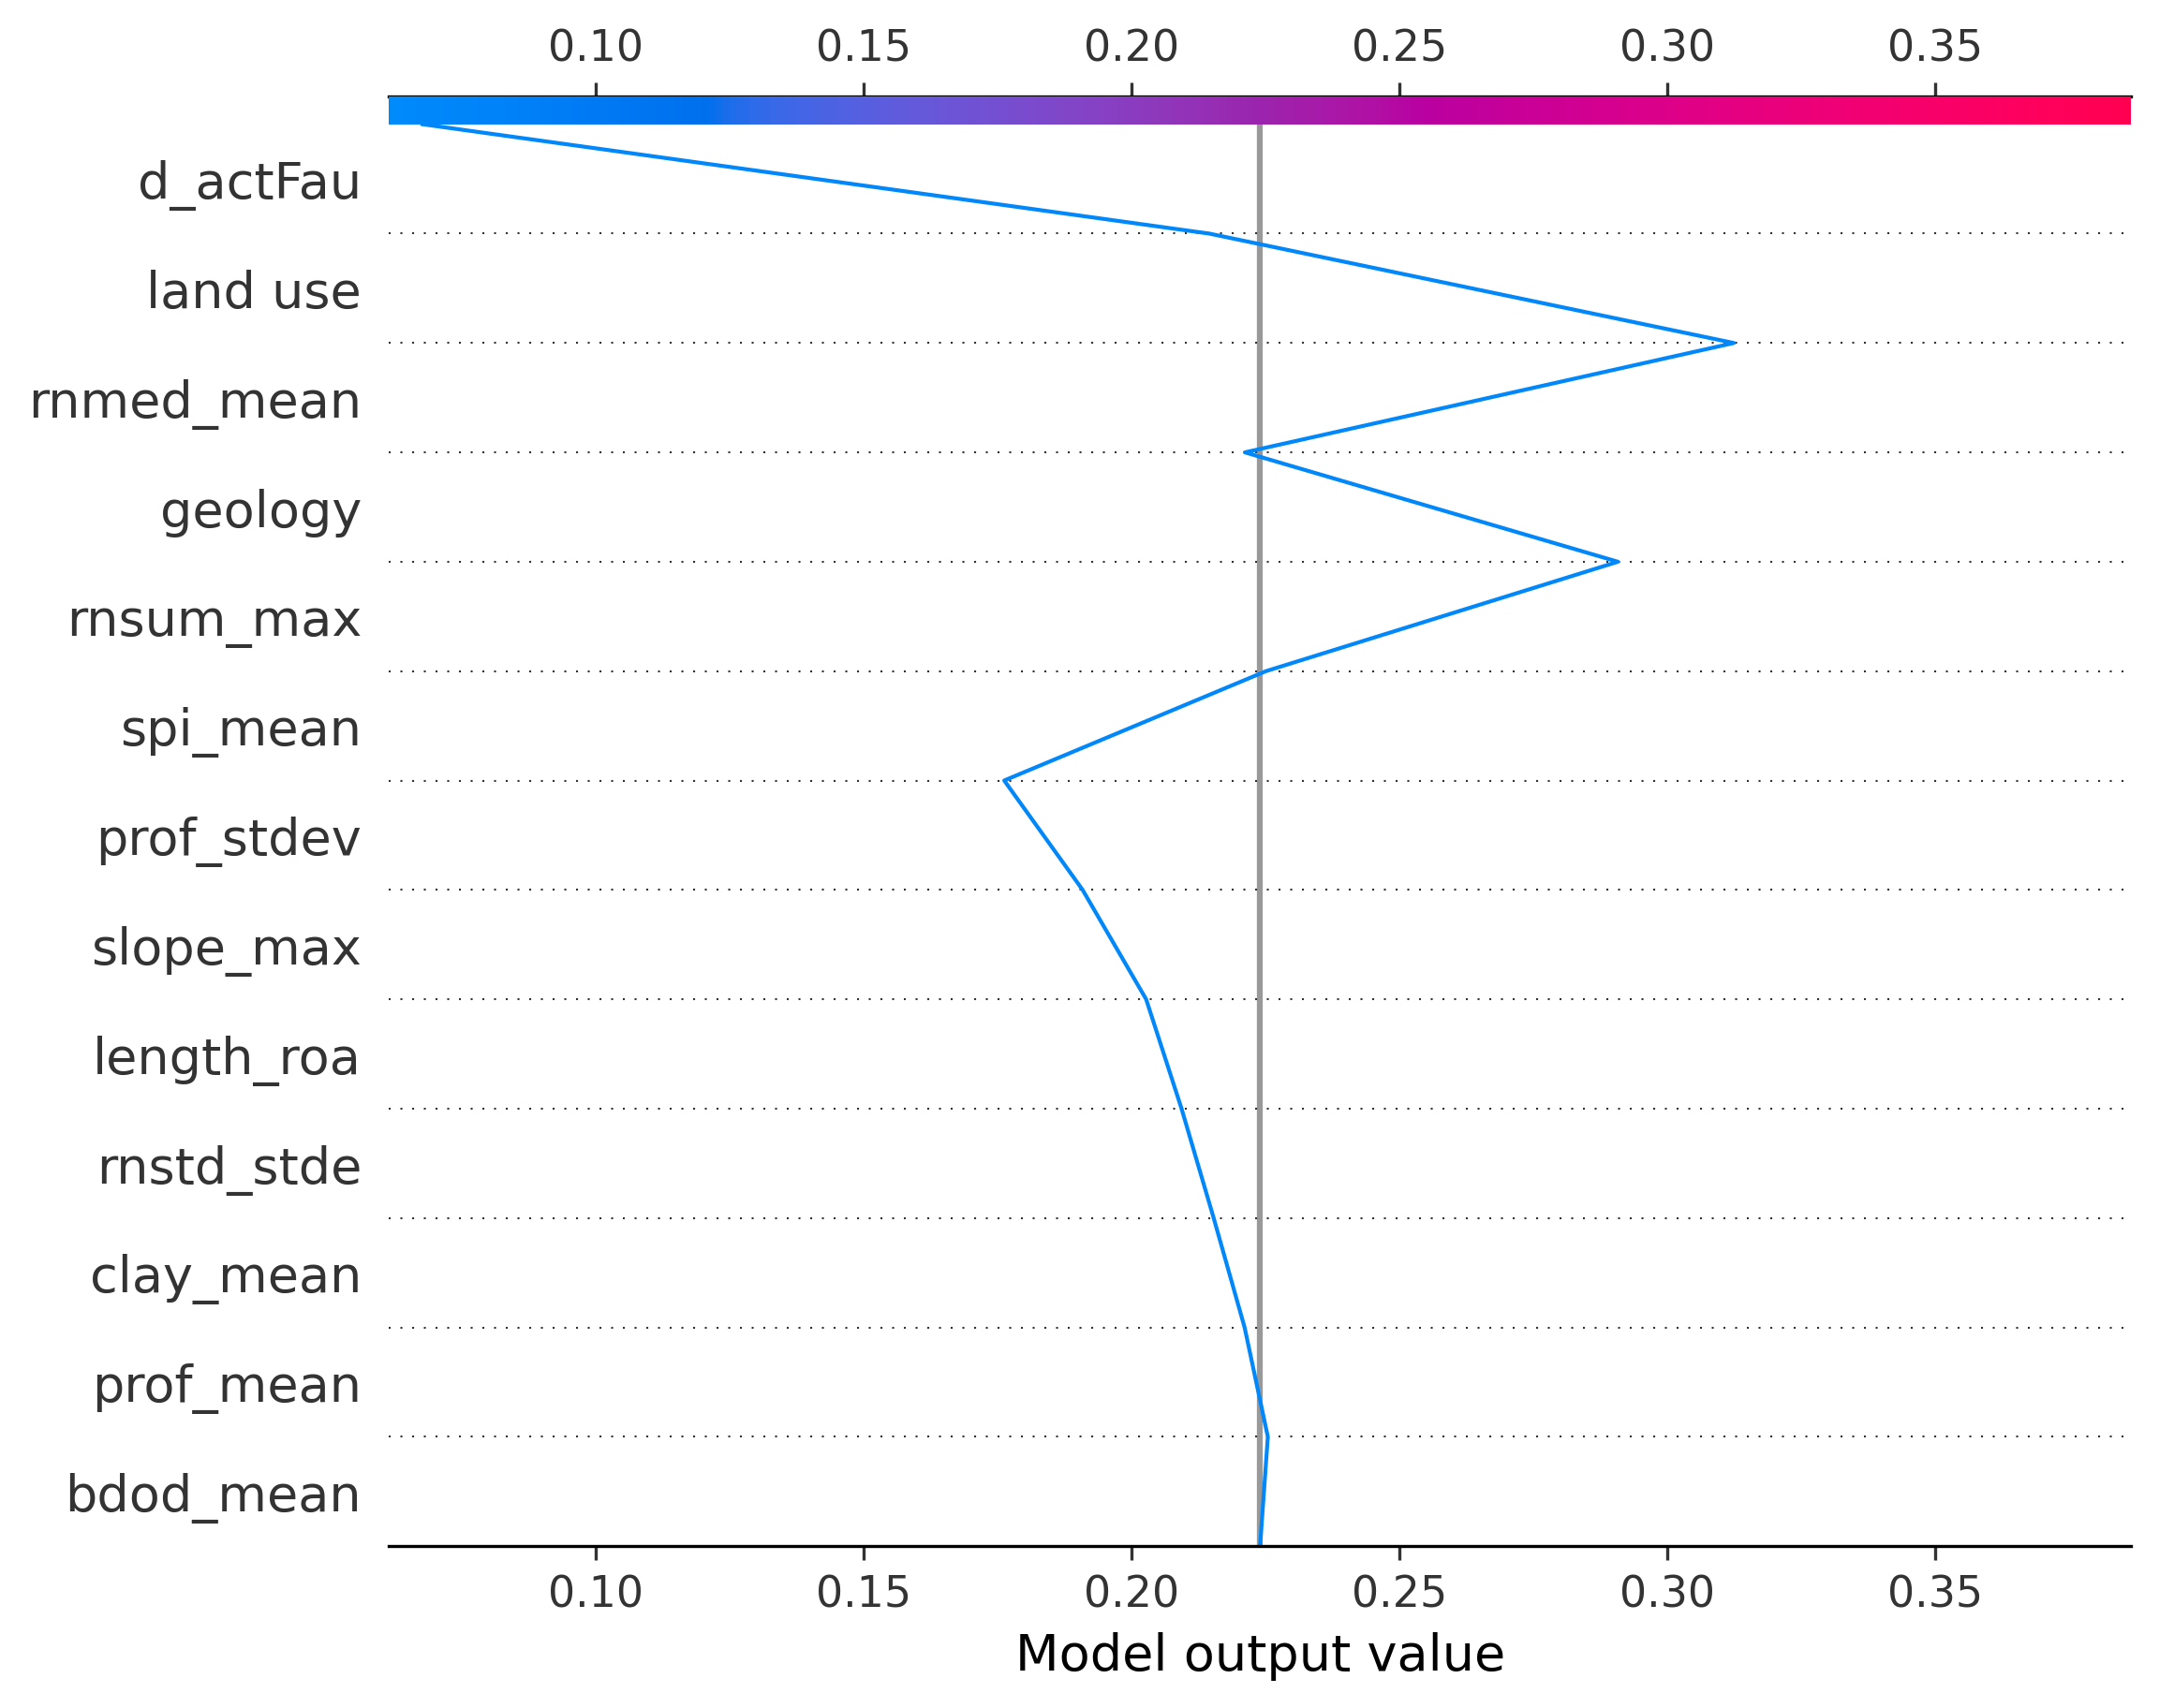 0.10 0.15 0.20 0.25 0.30 0.35
d_actFau
land use
rnmed_mean
geology
rnsum_max
spi_mean
prof_stdev
slope_max
length_roa
rnstd_stde
clay_mean
prof_mean
bdod_mean
0.10 0.15 0.20 0.25 0.30 0.35
Model output value